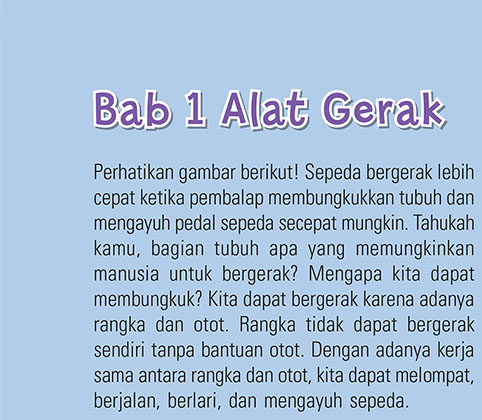 Bab 1 Alat Gerak
Perhatikan gambar berikut! Sepeda bergerak lebih
cepat ketika pembalap membungkukkan tubuh dan
mengayuh pedal sepeda secepat mungkin. Tahukah
kamu, bagian tubuh apa yang memungkinkan
manusia untuk bergerak? Mengapa kita dapat
membungkuk? Kita dapat bergerak karena adanya
rangka dan otot. Rangka tidak dapat bergerak
sendiri tanpa bantuan otot. Dengan adanya kerja
sama antara rangka dan otot, kita dapat melompat,
berjalan, berlari, dan mengayuh sepeda.